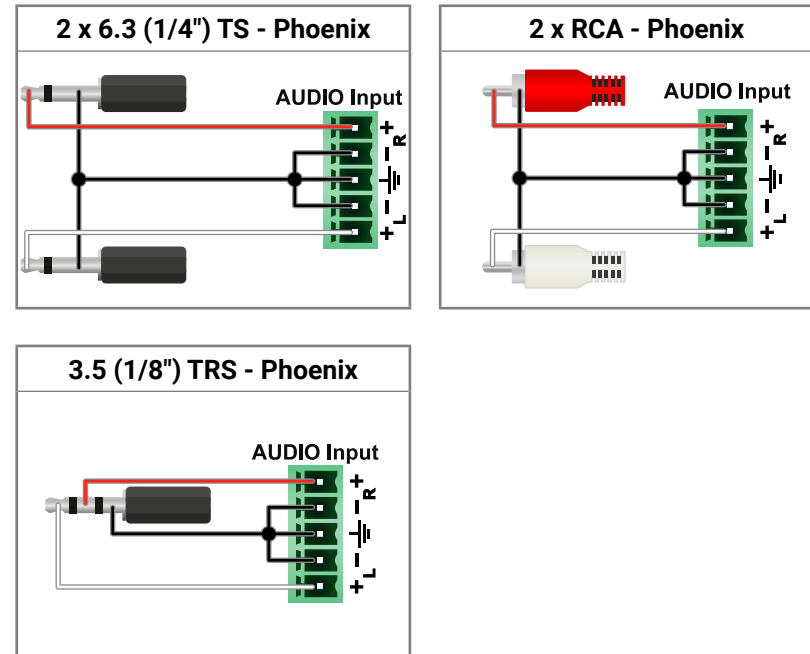 2 x 6.3 (1/4") TS - Phoenix
AUDIO Input
+
R
-
-
L
+
2 x RCA - Phoenix
AUDIO Input
+
R
-
-
L
+
3.5 (1/8") TRS - Phoenix
AUDIO Input
+
R
-
-
L
+